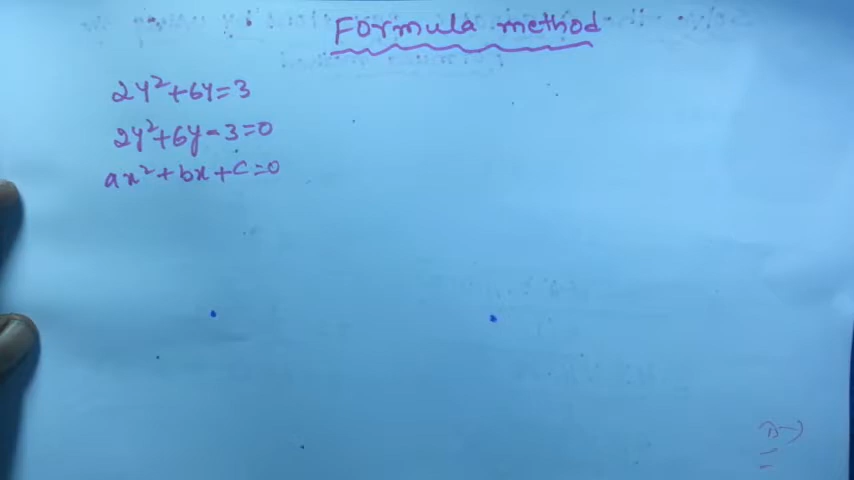 Formula method
2y²+6y=3
2y²+6y-3=0
ax²+bx+c=0